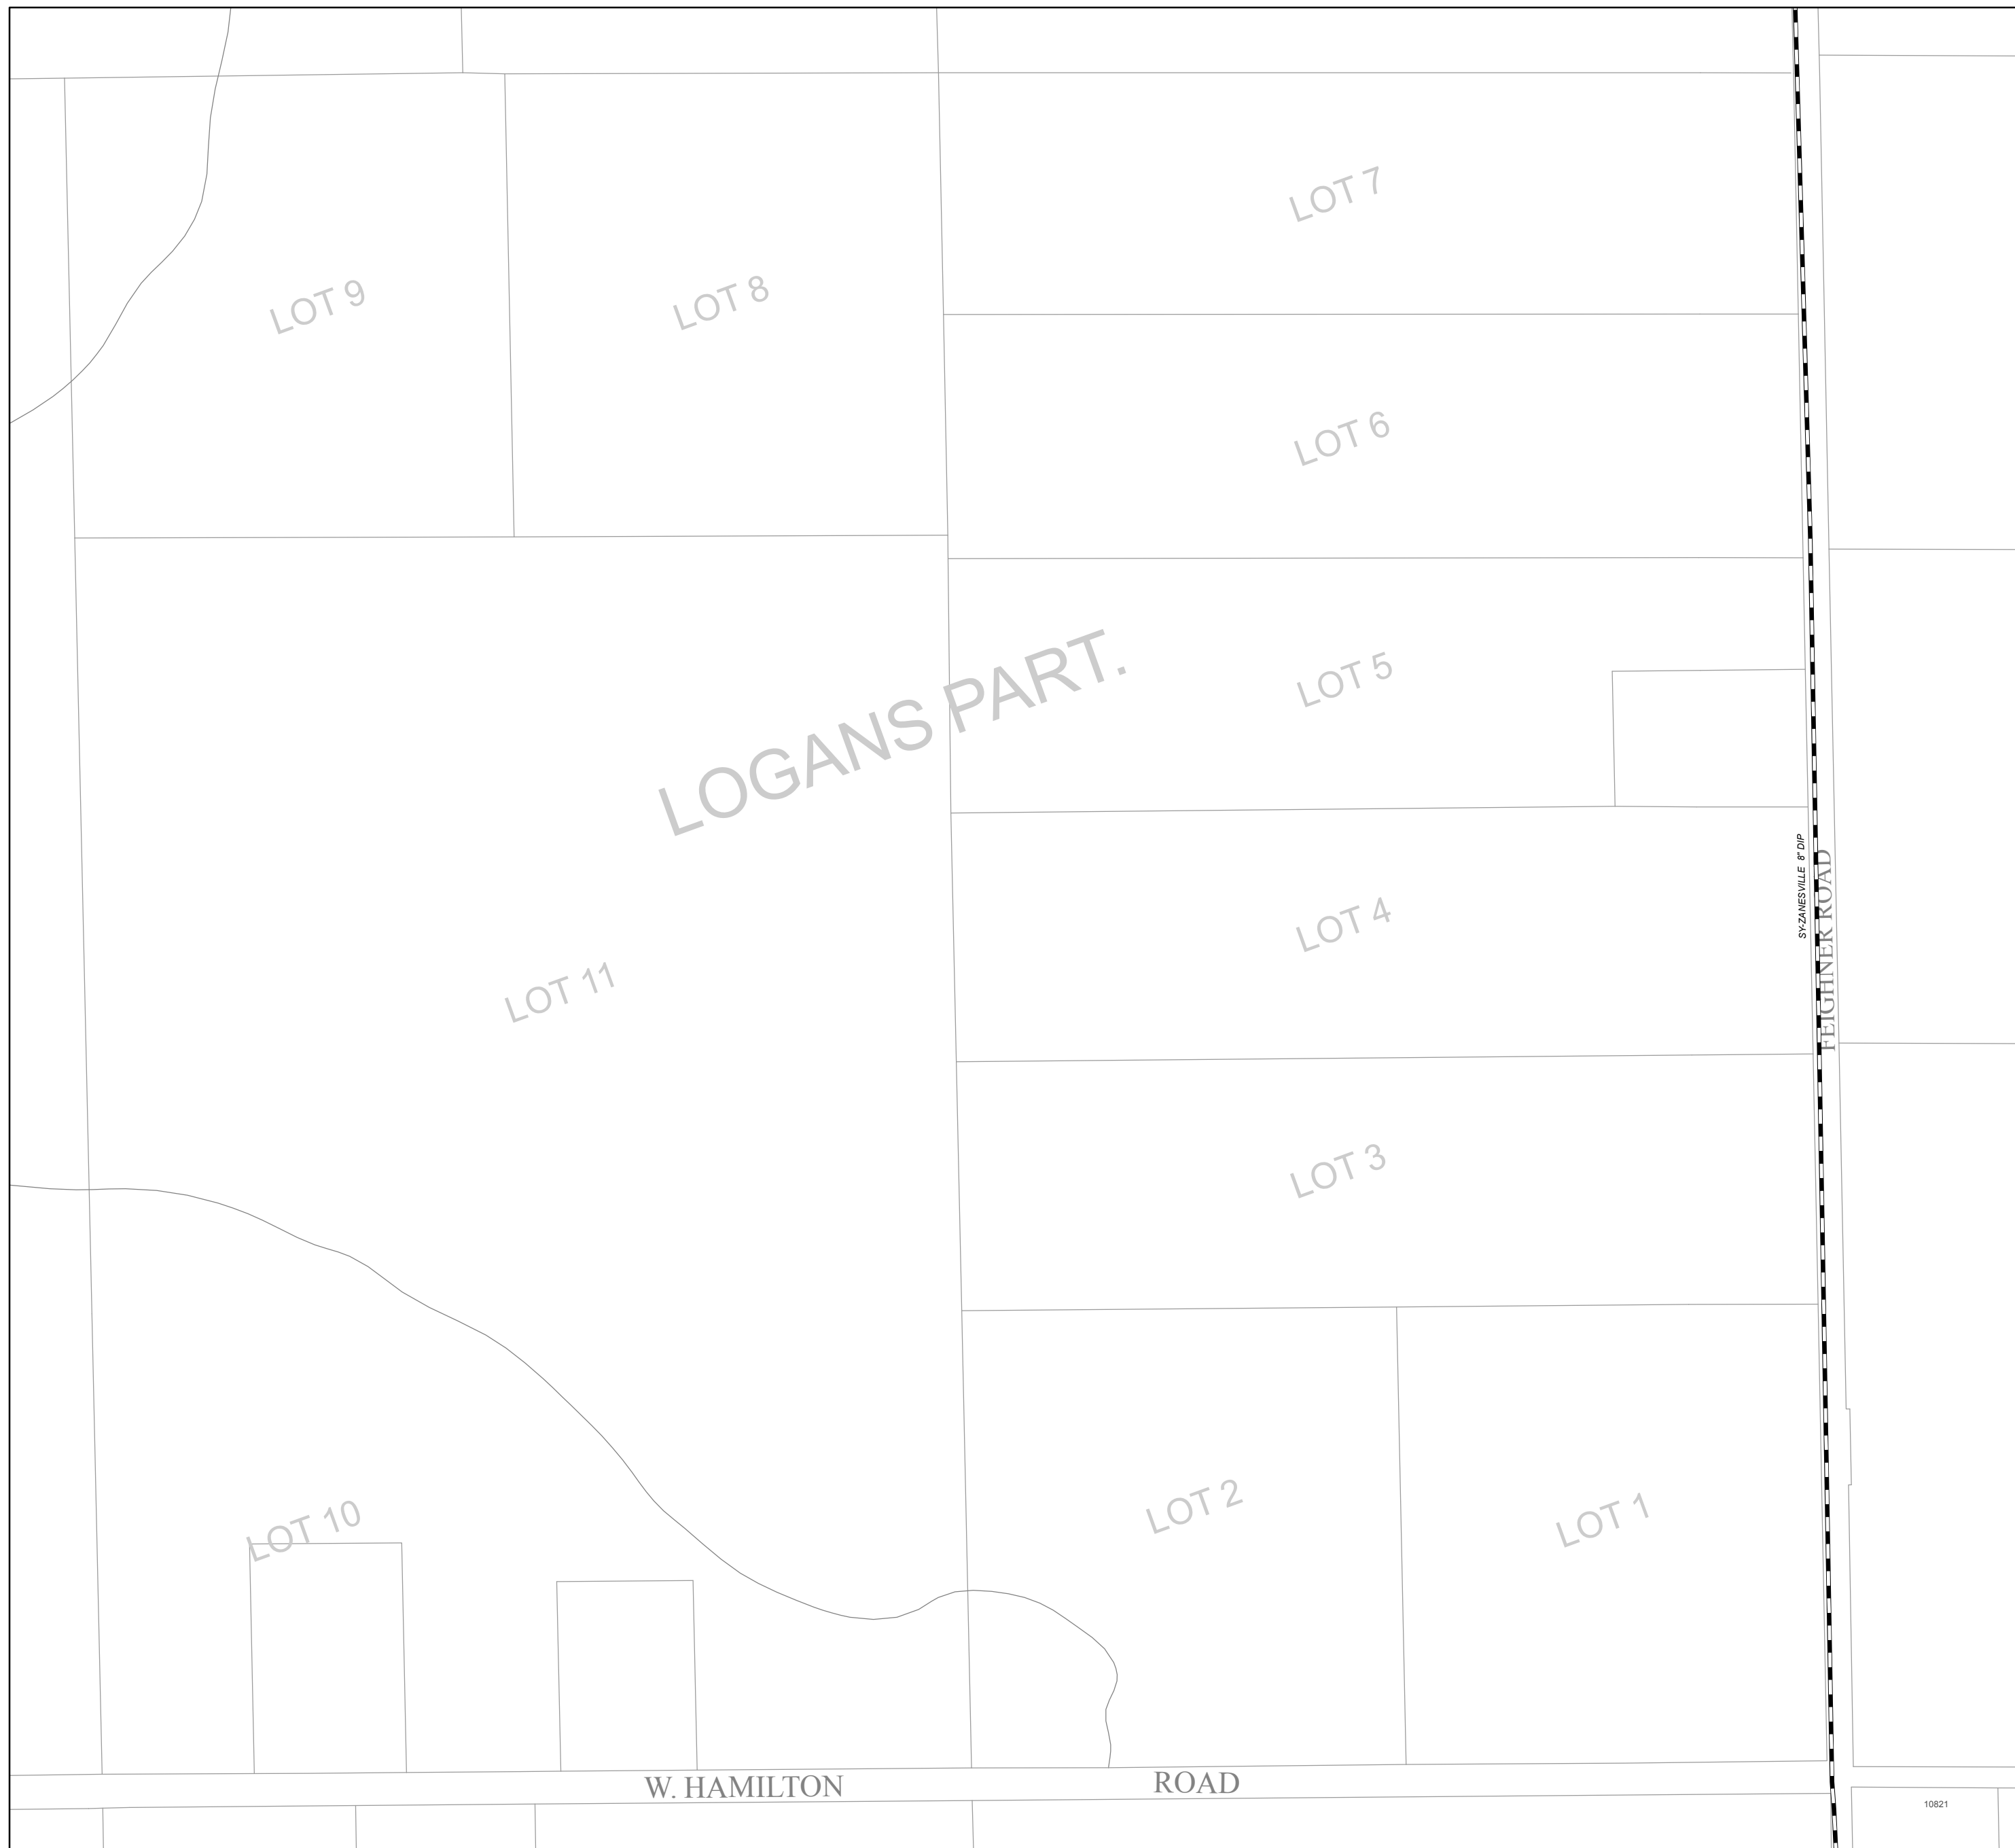 LOT 7
LOT 9
LOT 8
LOT 6
LOT 5
LOGANS PART.
SY-ZANESVILLE 8" DIP
FEIGHNER ROAD
LOT 4
LOT 11
LOT 3
LOT 2
LOT 1
LOT 10
W. HAMILTON ROAD
10821